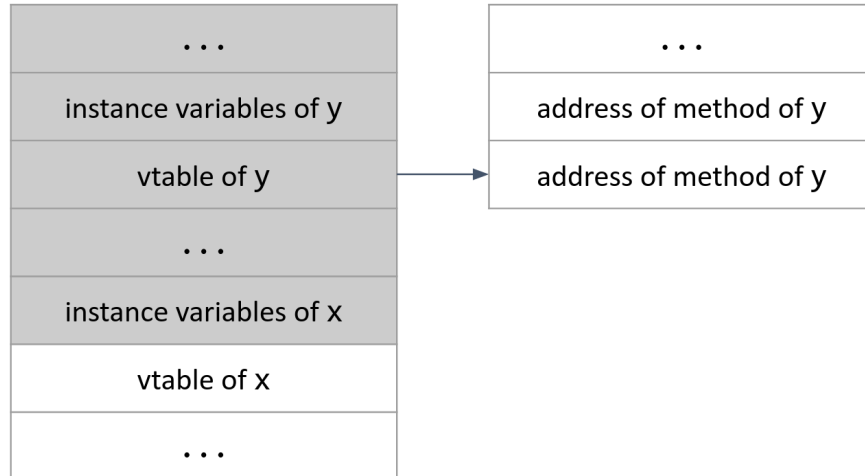 ...
instance variables of y
vtable of y
...
instance variables of x
vtable of x
...
...
address of method of y
address of method of y